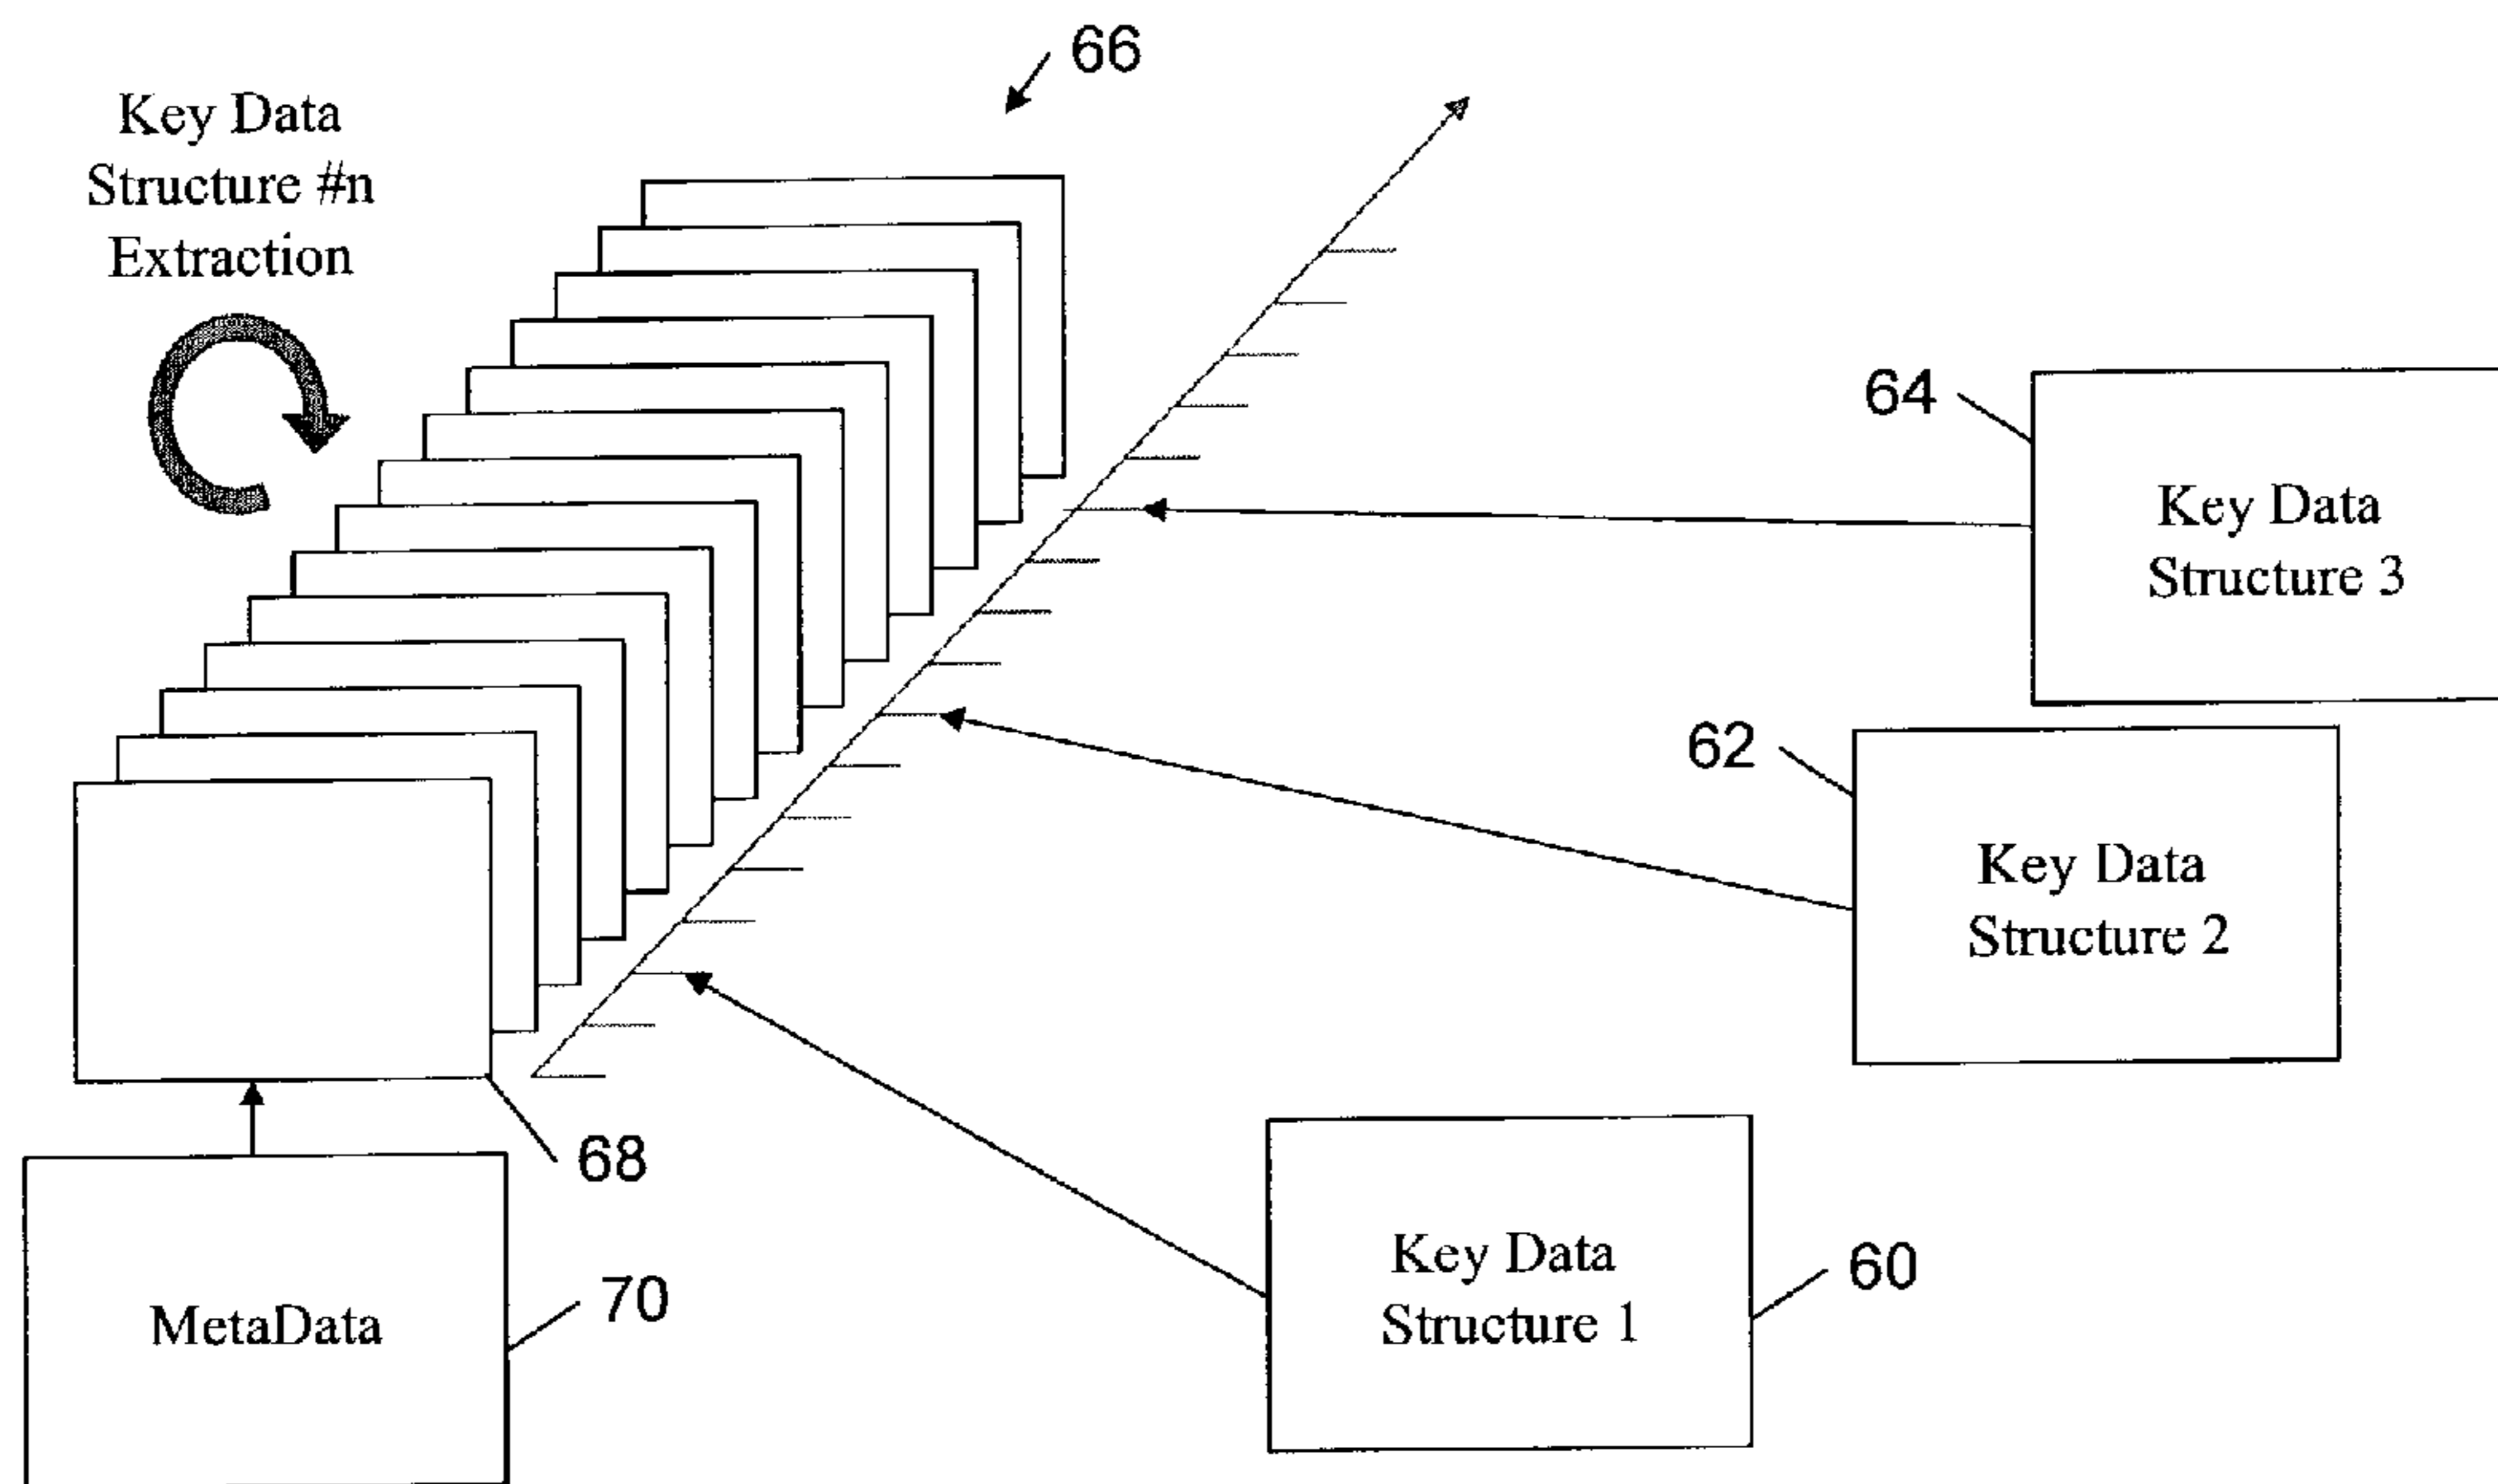 66
Key Data
Structure #n
Extraction
64
Key Data
Structure 3
62
Key Data
Structure 2
68
Key Data
Structure 1
60
MetaData
70